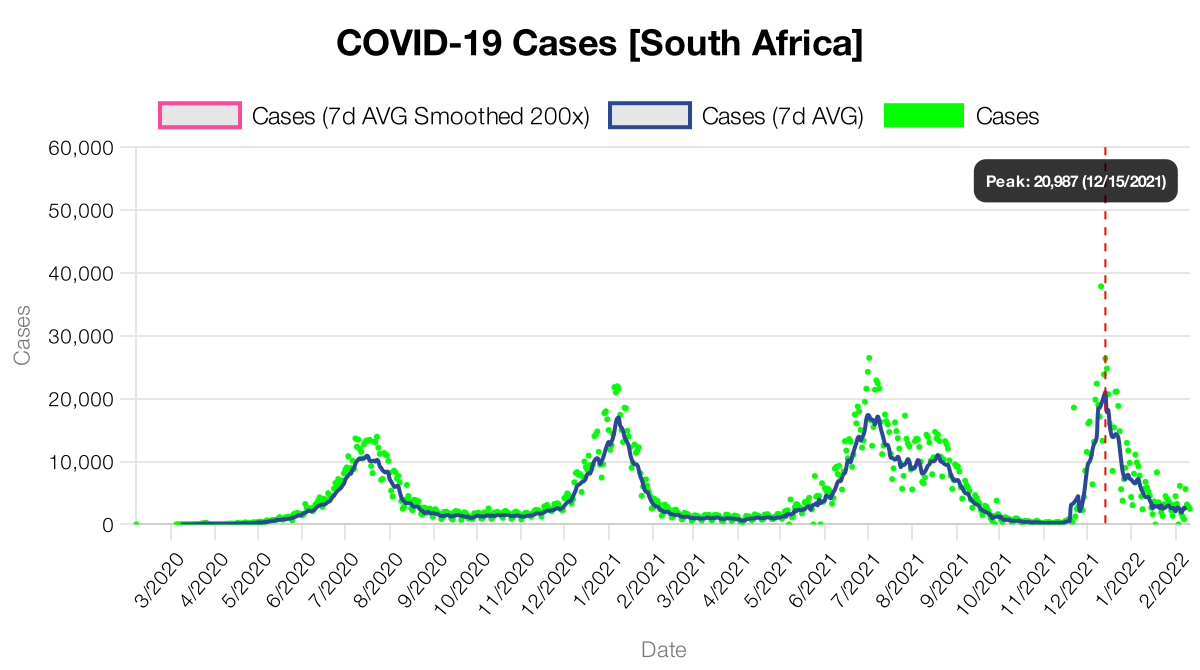 COVID-19 Cases [South Africa]
Cases (7d AVG Smoothed 200x) Cases (7d AVG) Cases
60,000
Peak: 20,987 (12/15/2021)
50,000
40,000
30,000
20,000
10,000
0
Cases
3/2020 4/2020 5/2020 6/2020 7/2020 8/2020 9/2020 10/2020 11/2020 12/2020 1/2021 2/2021 3/2021 4/2021 5/2021 6/2021 7/2021 8/2021 9/2021 10/2021 11/2021 12/2021 1/2022 2/2022
Date